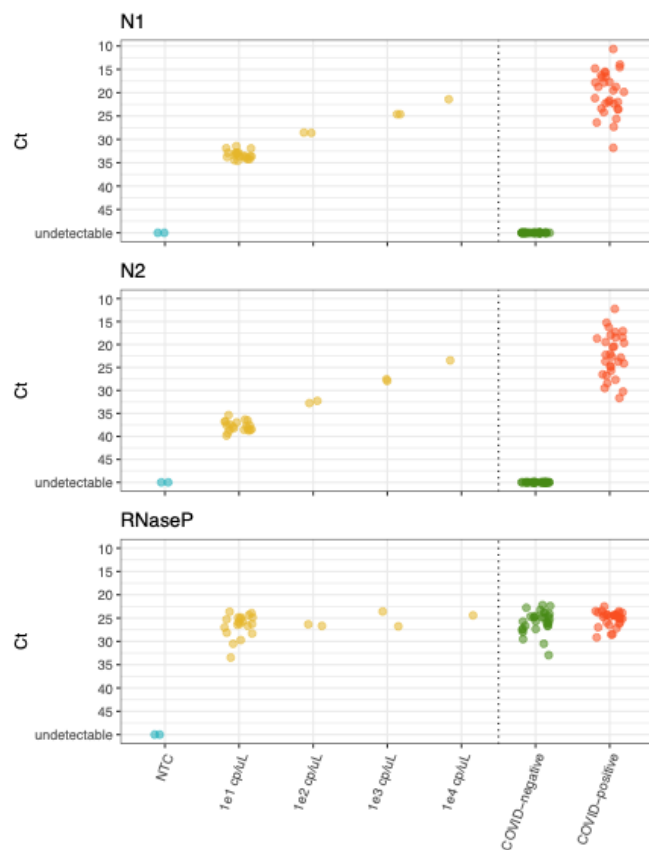 N1
10
15
20
25
30
35
40
45
undetectable
Ct
N2
10
15
20
25
30
35
40
45
undetectable
Ct
RNaseP
10
15
20
25
30
35
40
45
undetectable
Ct
NTC
1e1 cp/uL
1e2 cp/uL
1e3 cp/uL
1e4 cp/uL
COVID-negative
COVID-positive